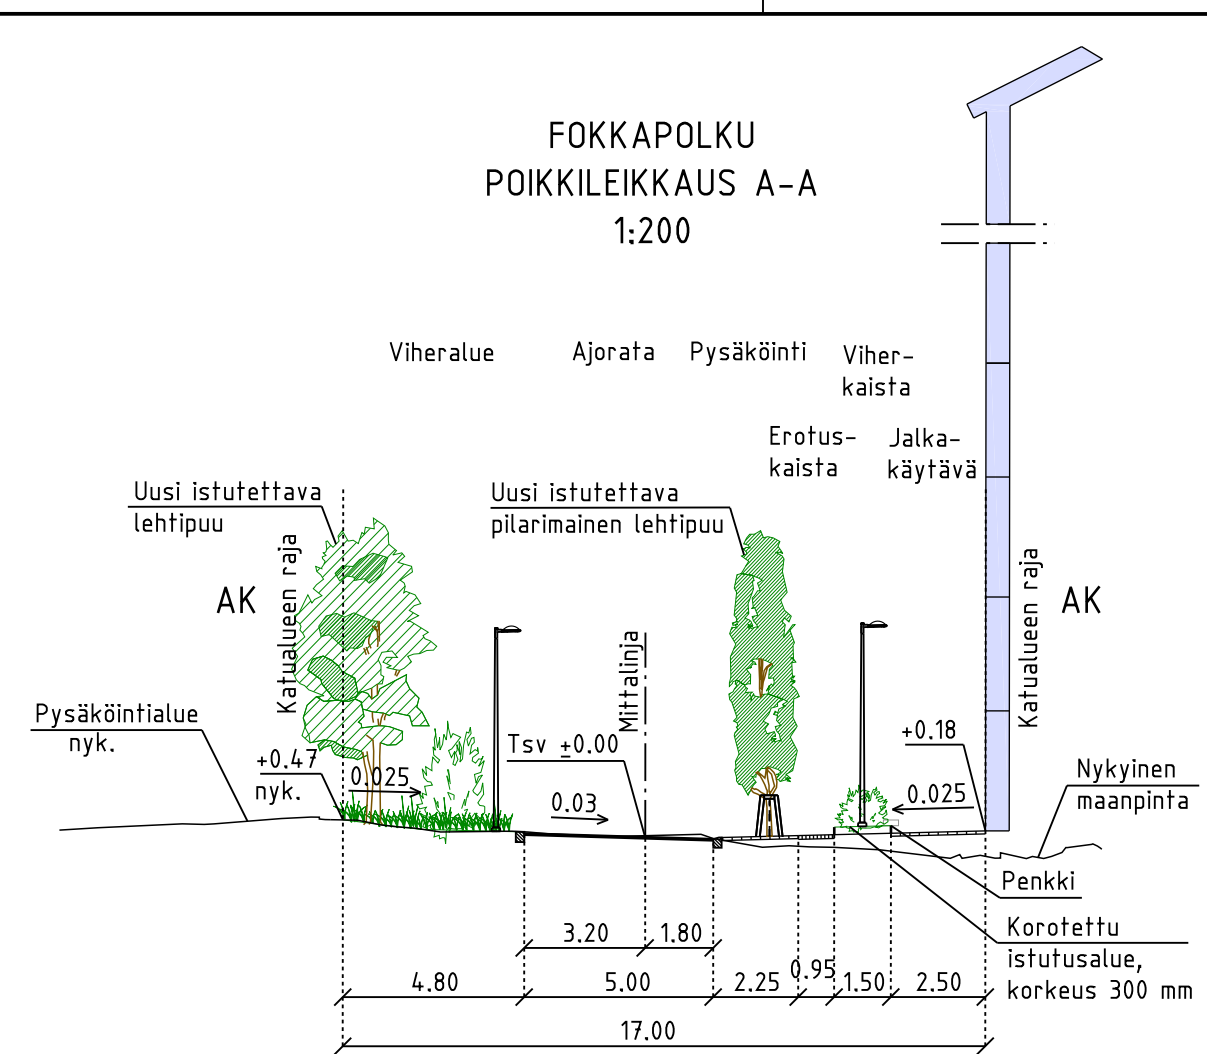 FOKKAPOLKU
POIKKILEIKKAUS A-A
1:200
Viheralue
Ajorata
Pysäköinti
Viher-
kaista
Erotus-
kaista
Jalka-
käytävä
Uusi istutettava
lehtipuu
Uusi istutettava
pilarimainen lehtipuu
Katualueen raja
AK
Mittalinja
Katualueen raja
AK
Pysäköintialue
nyk.
+0.47
nyk.
0.025
Tsv ±0.00
0.03
+0.18
0.025
Nykyinen
maanpinta
Penkki
Korotettu
istutusalue,
korkeus 300 mm
3.20
1.80
4.80
5.00
2.25
0.95
1.50
2.50
17.00